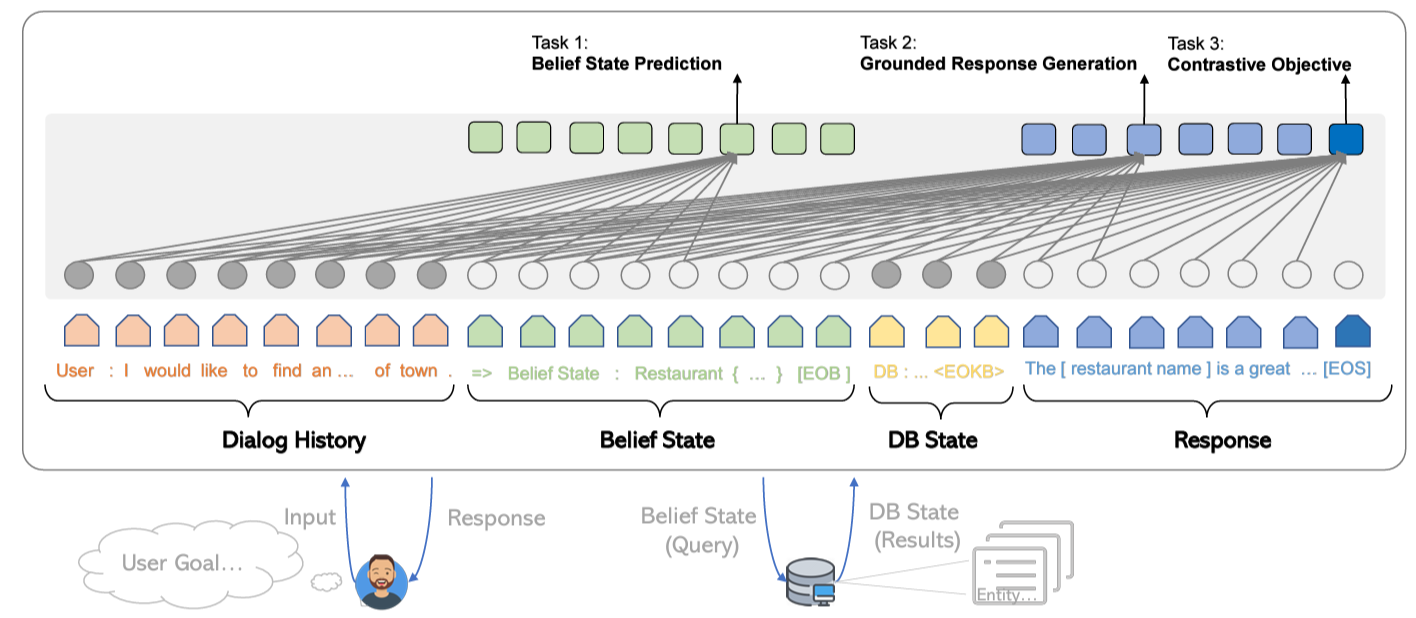 Task 1:
Belief State Prediction
Task 2:
Grounded Response Generation
Task 3:
Contrastive Objective
User : I would like to find an ... of town .
=> Belief State : Restaurant { ... } [EOB ]
DB : ... <EOKB>
The [ restaurant name ] is a great ... [EOS]
Dialog History
Belief State
DB State
Response
Input
Response
Belief State
(Query)
DB State
(Results)
User Goal...
Entity...